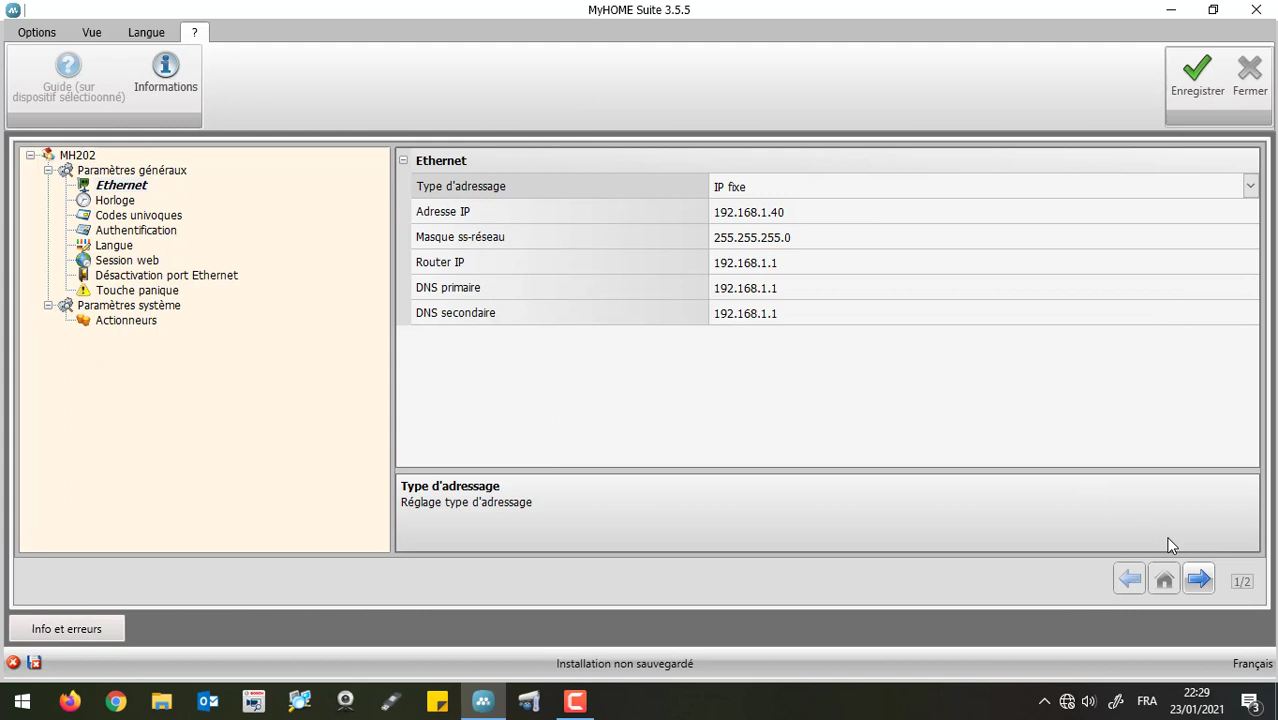 MyHOME Suite 3.5.5
Options
Vue
Langue
?
Guide (sur
dispositif sélectioonné)
Informations
Enregistrer
Fermer
MH202
Paramètres généraux
Ethernet
Horloge
Codes univoques
Authentification
Langue
Session web
Désactivation port Ethernet
Touche panique
Paramètres système
Actionneurs
Ethernet
Type d'adressage
IP fixe
Adresse IP
192.168.1.40
Masque ss-réseau
255.255.255.0
Router IP
192.168.1.1
DNS primaire
192.168.1.1
DNS secondaire
192.168.1.1
Type d'adressage
Réglage type d'adressage
1/2
Info et erreurs
Installation non sauvegardé
Français
FRA
22:29
23/01/2021
3